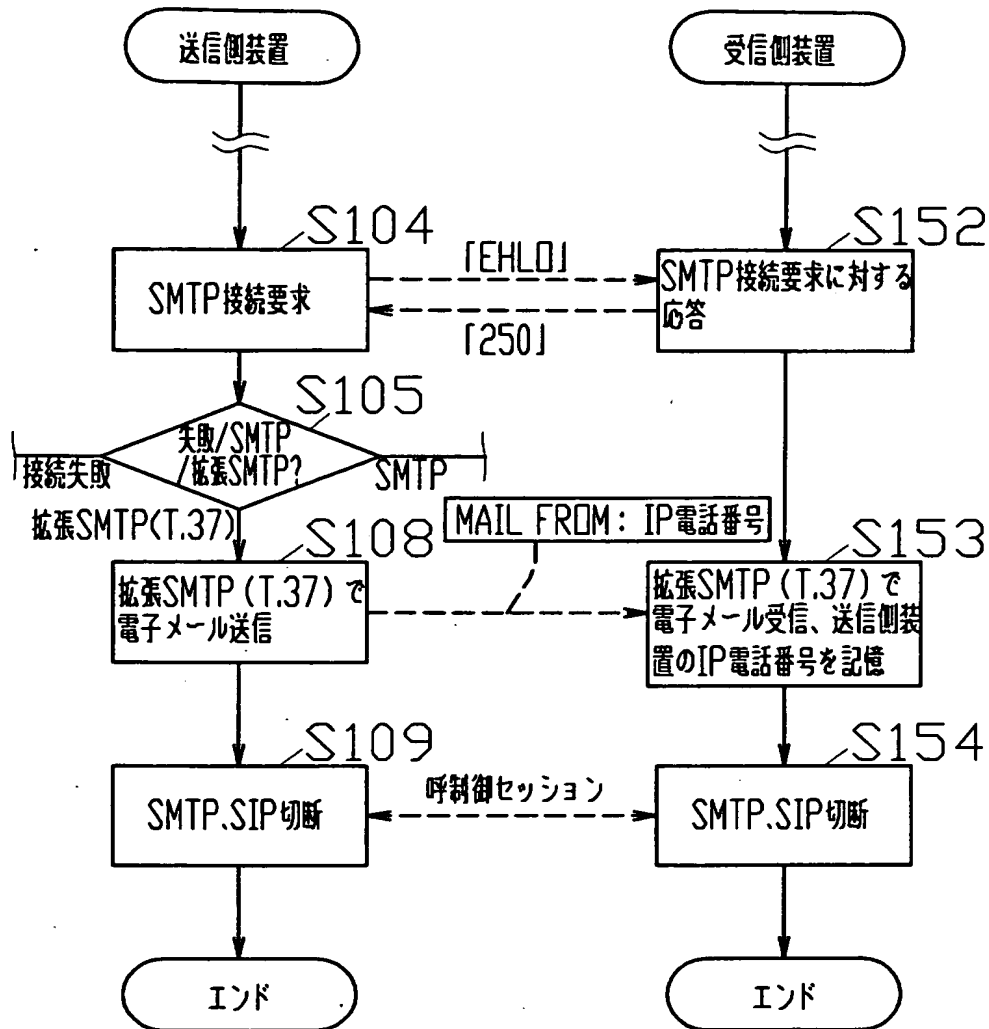 送信側装置
受信側装置
S104
S152
SMTP接続要求
「EHLO」
「250」
SMTP接続要求に対する
応答
S105
失敗/SMTP
/拡張SMTP?
接続失敗
SMTP
拡張SMTP(T.37)
MAIL FROM: IP電話番号
S108
S153
拡張SMTP (T.37) で
電子メール送信
拡張SMTP (T.37) で
電子メール受信、送信側装
置のIP電話番号を記憶
S109
S154
SMTP、SIP切断
呼制御セッション
SMTP、SIP切断
エンド
エンド